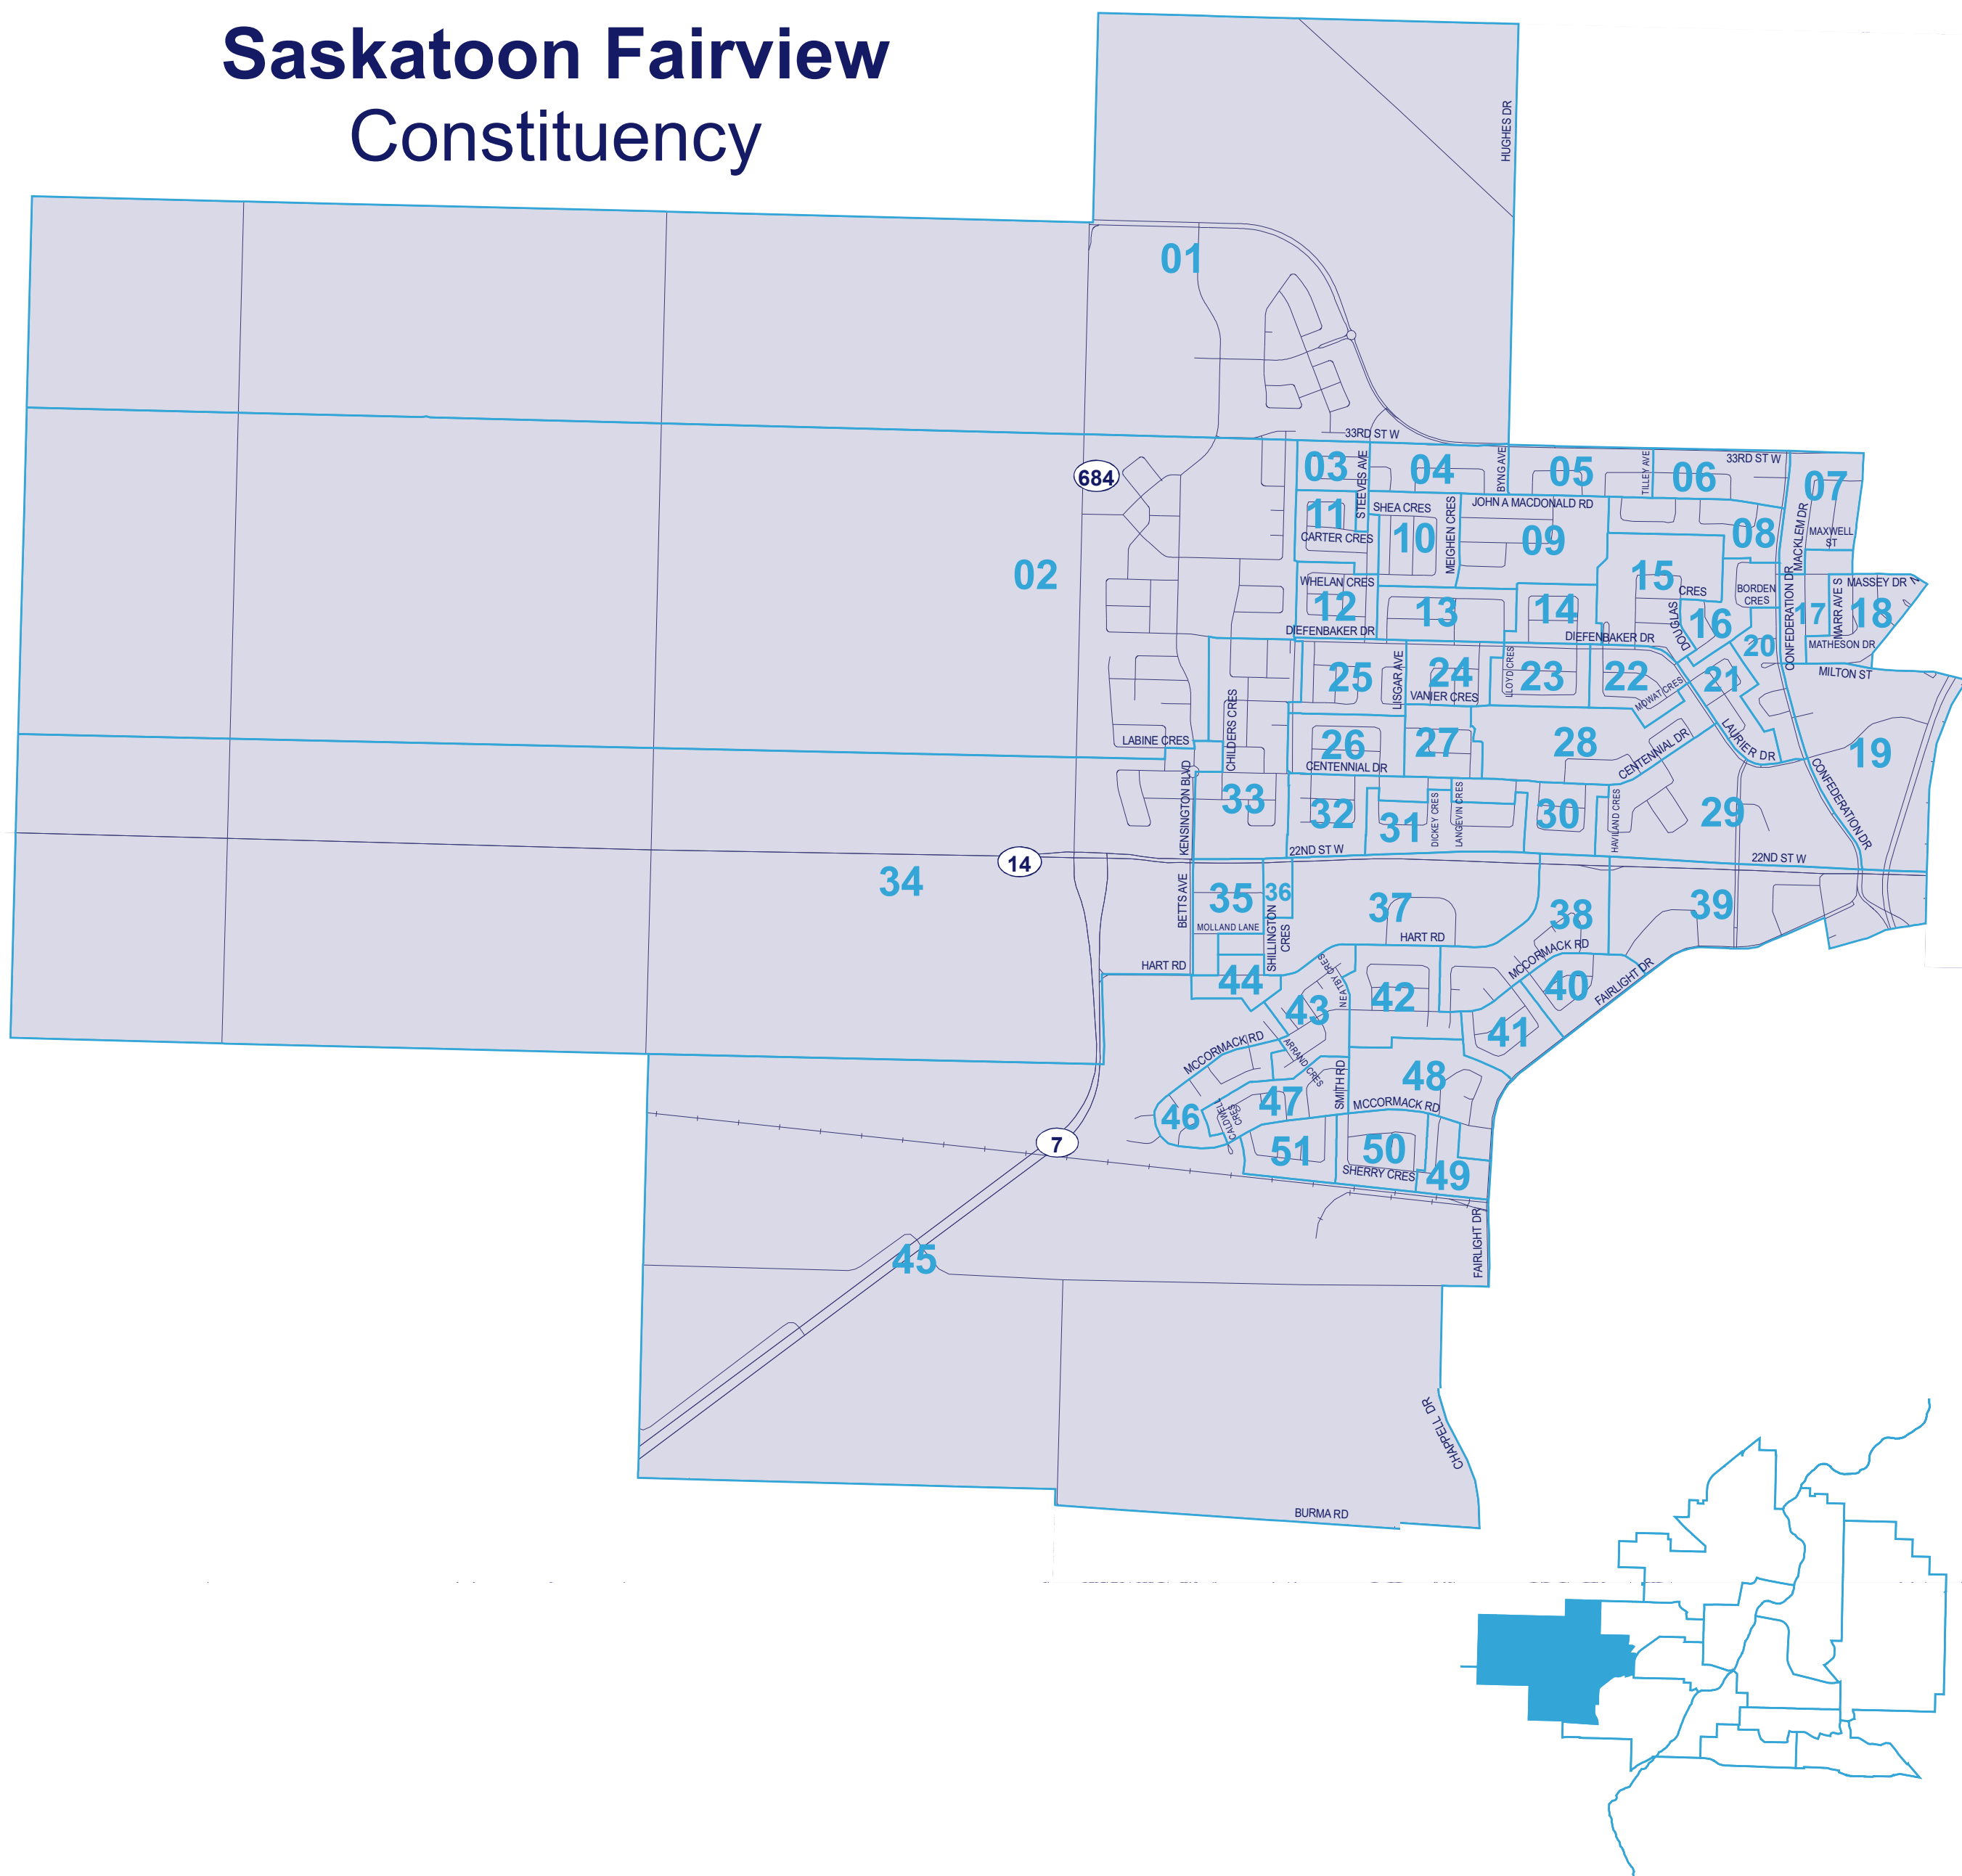 Saskatoon Fairview
Constituency
HUGHES DR
01
33RD ST W
33RD ST W
684
03
04
05
06
07
STEEVES AVE
BYNG AVE
TILLEY AVE
JOHN A MACDONALD RD
SHEA CRES
11
10
09
08
MEIGHEN CRES
MACKLEM DR
MAXWELL
ST
CARTER CRES
02
WHELAN CRES
12
13
14
15
CRES
DOUGLAS
16
BORDEN
CRES
CONFEDERATION DR
17
MARR AVE S
MASSEY DR N
18
DIEFENBAKER DR
DIEFENBAKER DR
20
MATHESON DR
MILTON ST
25
LISGAR AVE
24
VANIER CRES
LLOYD CRES
23
22
MOWAT CRES
21
LAURIER DR
19
LABINE CRES
CHILDERS CRES
26
CENTENNIAL DR
27
28
CENTENNIAL DR
CONFEDERATION DR
KENSINGTON BLVD
33
32
31
DICKEY CRES
LANGEVIN CRES
30
HAVILAND CRES
29
22ND ST W
22ND ST W
14
34
BETTS AVE
35
36
37
38
39
MOLLAND LANE
SHILLINGTON
CRES
HART RD
HART RD
MCCORMACK RD
44
NEATBY CRES
43
42
40
FAIRLIGHT DR
41
MCCORMACK RD
ARRAND CRES
SMITH RD
48
46
CALDWELL
CRES
47
MCCORMACK RD
7
51
50
SHERRY CRES
49
45
FAIRLIGHT DR
CHAPPELL DR
BURMA RD